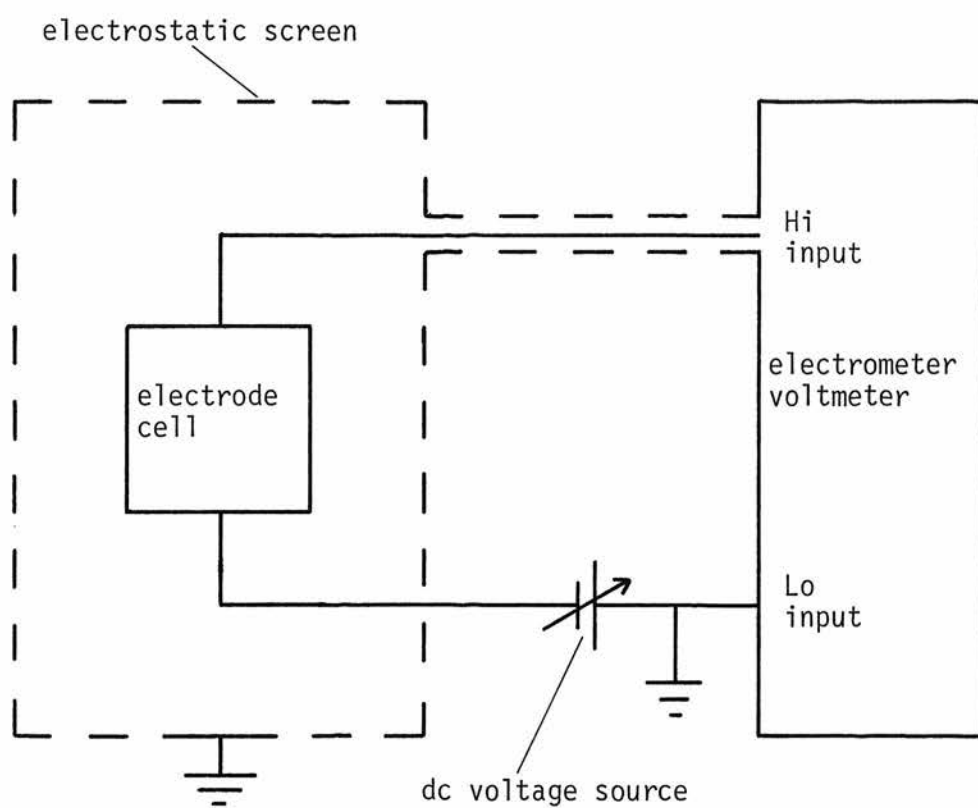 electrostatic screen
Hi
input
electrode
cell
electrometer
voltmeter
Lo
input
dc voltage source